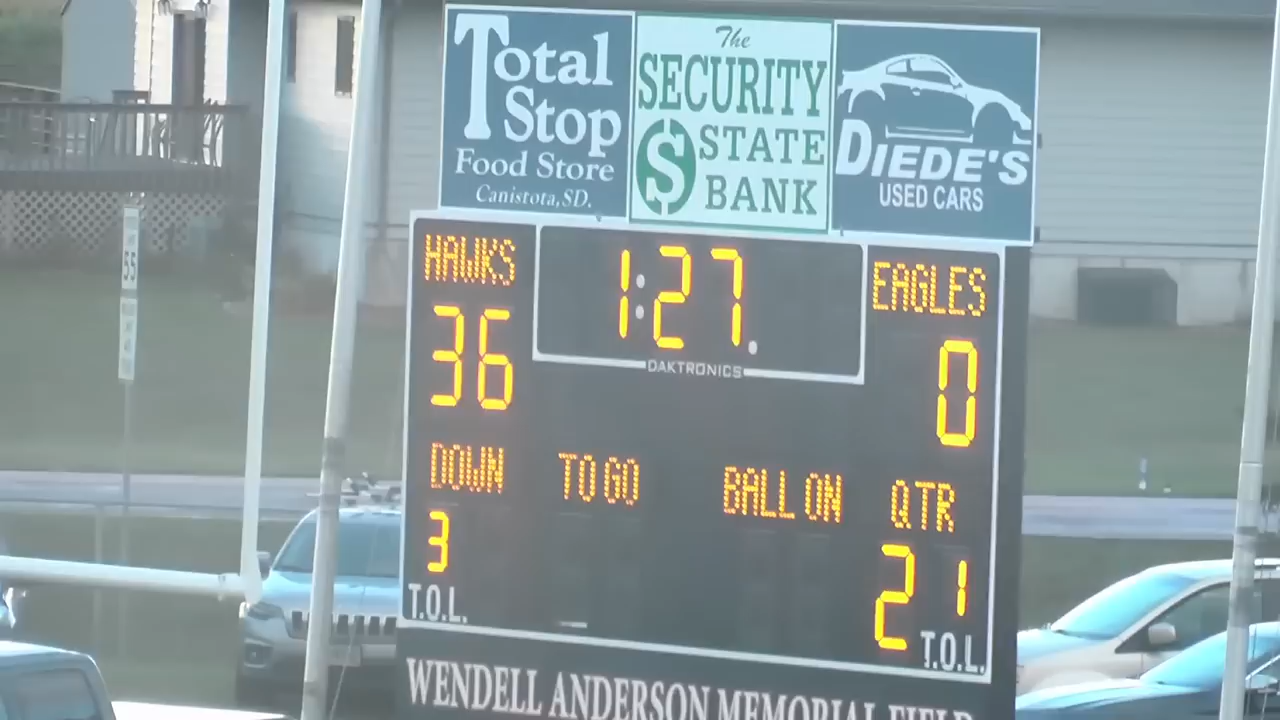 Total
Stop
Food Store
Canistota, SD.
The
SECURITY
$ STATE
BANK
DIEDE'S
USED CARS
HAWKS
1:27
EAGLES
36
0
DAKTRONICS
DOWN TO GO BALL ON QTR
3
2 1
T.O.L.
T.O.L.
WENDELL ANDERSON MEMORIAL FIELD
55